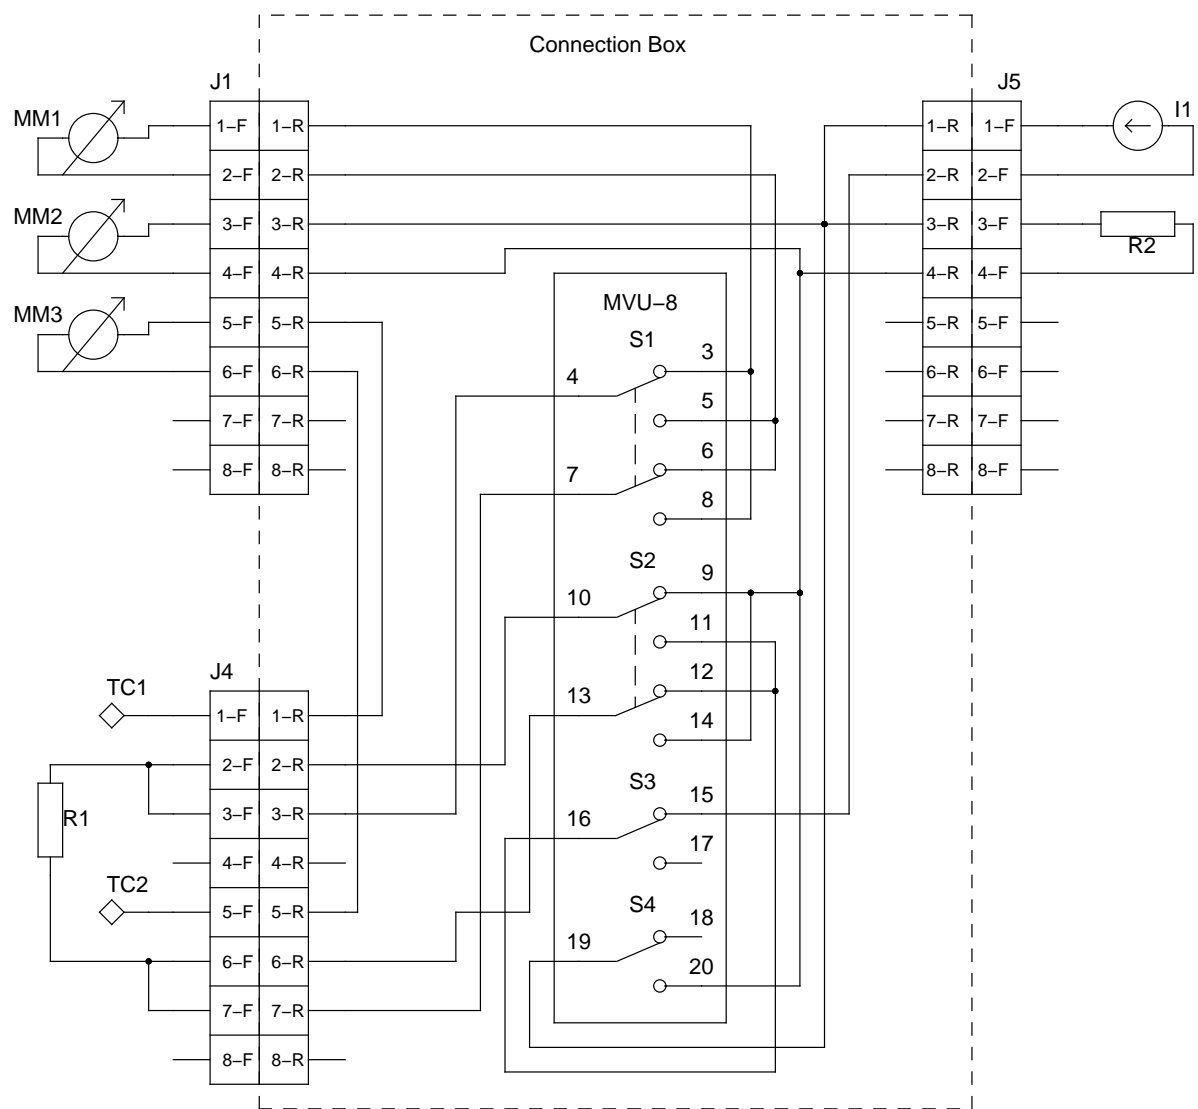 Connection Box
J1
J5
MM1
1–F 1–R
1–R 1–F
I1
2–F 2–R
2–R 2–F
MM2
3–F 3–R
3–R 3–F
R2
4–F 4–R
4–R 4–F
MM3
5–F 5–R
5–R 5–F
6–F 6–R
6–R 6–F
7–F 7–R
7–R 7–F
8–F 8–R
8–R 8–F
MVU–8
S1
3
4
5
6
7
8
S2
9
10
11
12
13
14
S3
15
16
17
S4
18
19
20
J4
TC1
1–F 1–R
2–F 2–R
R1
3–F 3–R
4–F 4–R
TC2
5–F 5–R
6–F 6–R
7–F 7–R
8–F 8–R